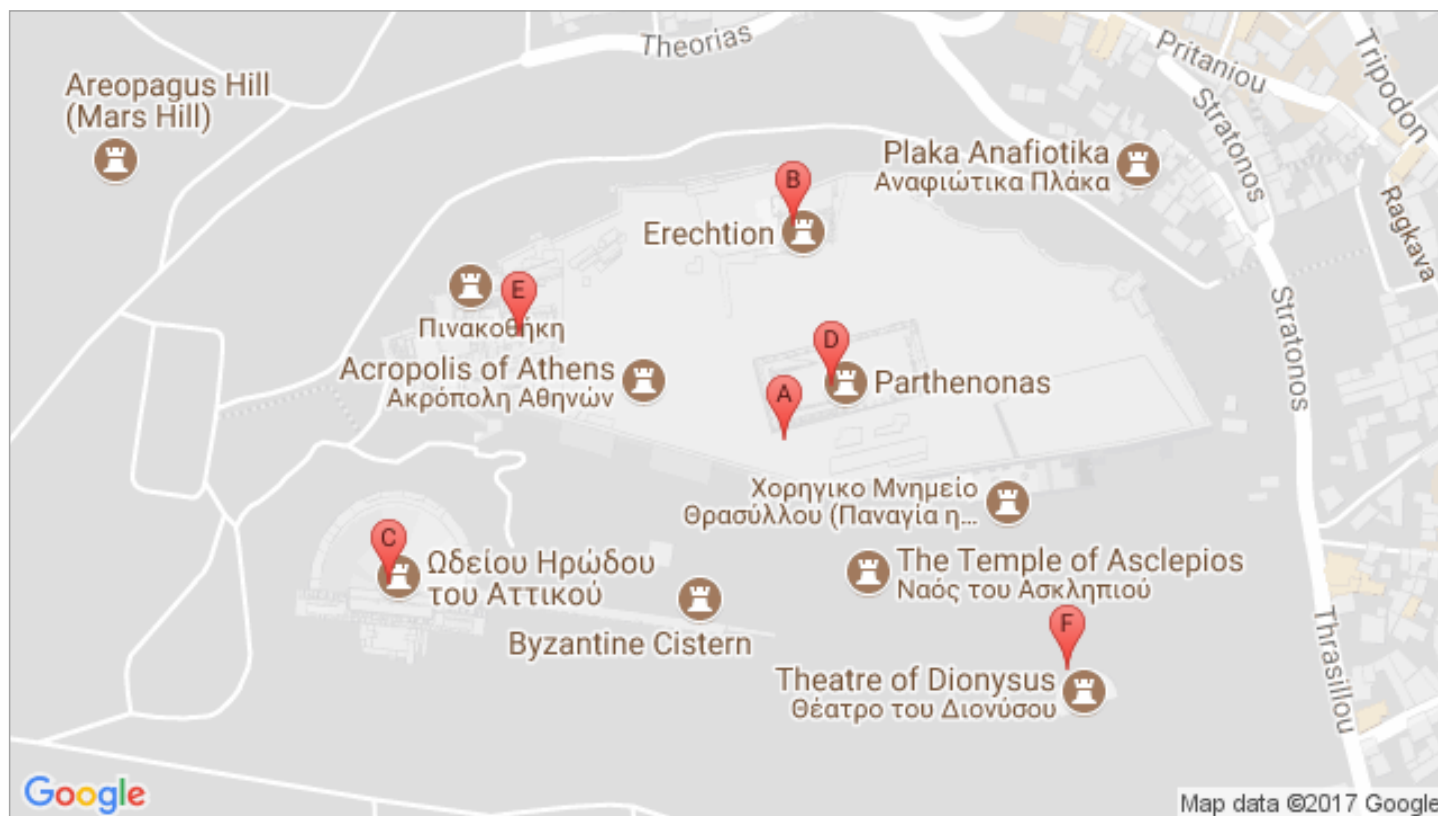 Theorias
Pritaniou
Tripodon
Areopagus Hill
(Mars Hill)
Stratonos
Plaka Anafiotika
Αναφιώτικα Πλάκα
B
Ragkava
Erechtion
E
Πινακοθήκη
Stratonos
D
Acropolis of Athens
Ακρόπολη Αθηνών
Parthenonas
A
Χορηγικο Μνημείο
Θρασύλλου (Παναγία η...
C
Ωδείου Ηρώδου
του Αττικού
The Temple of Asclepios
Ναός του Ασκληπιού
Byzantine Cistern
F
Thrasillou
Theatre of Dionysus
Θέατρο του Διονύσου
Google
Map data ©2017 Google